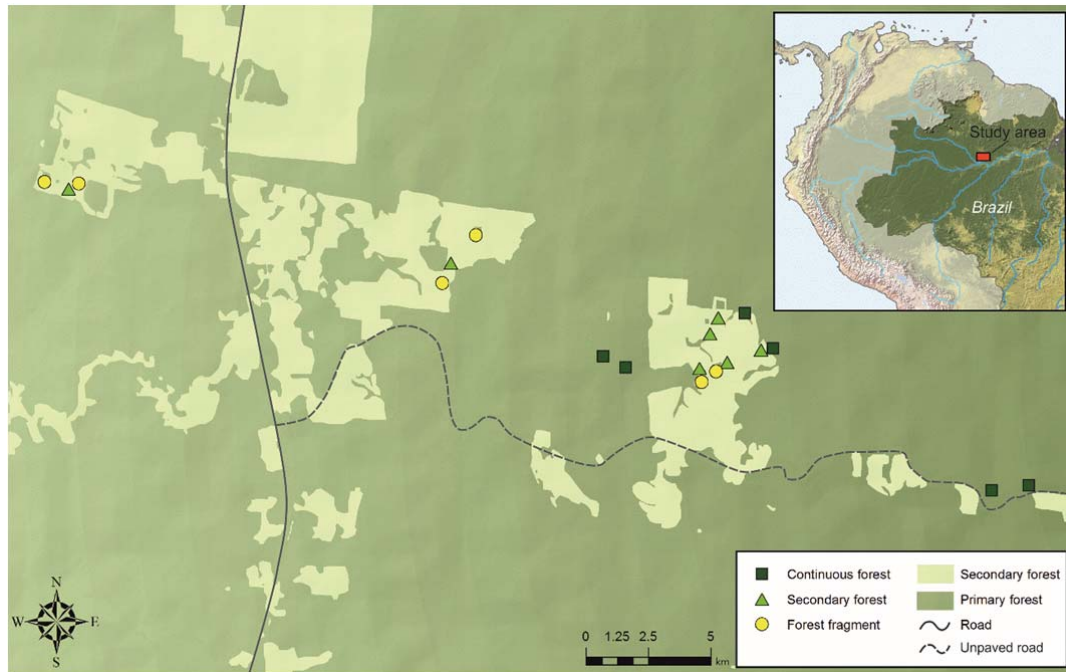 Study area
Brazil
N
W E
S
0 1.25 2.5 5
km
Continuous forest
Secondary forest
Forest fragment
Secondary forest
Primary forest
Road
Unpaved road